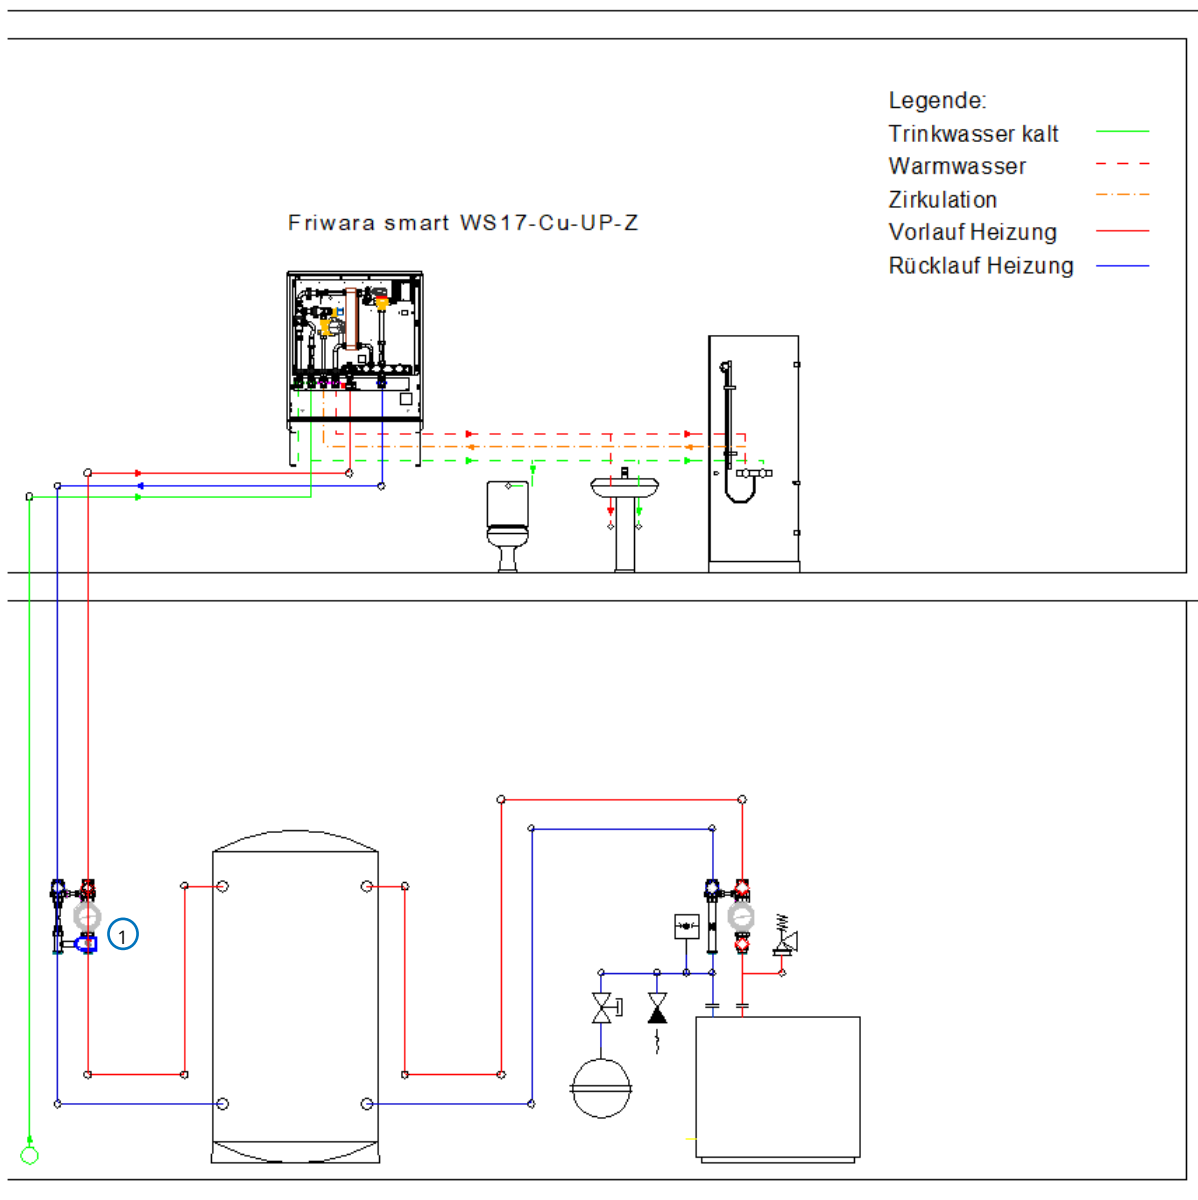 Legende:
Trinkwasser kalt
Warmwasser
Zirkulation
Vorlauf Heizung
Rücklauf Heizung
Friwara smart WS17-Cu-UP-Z
1